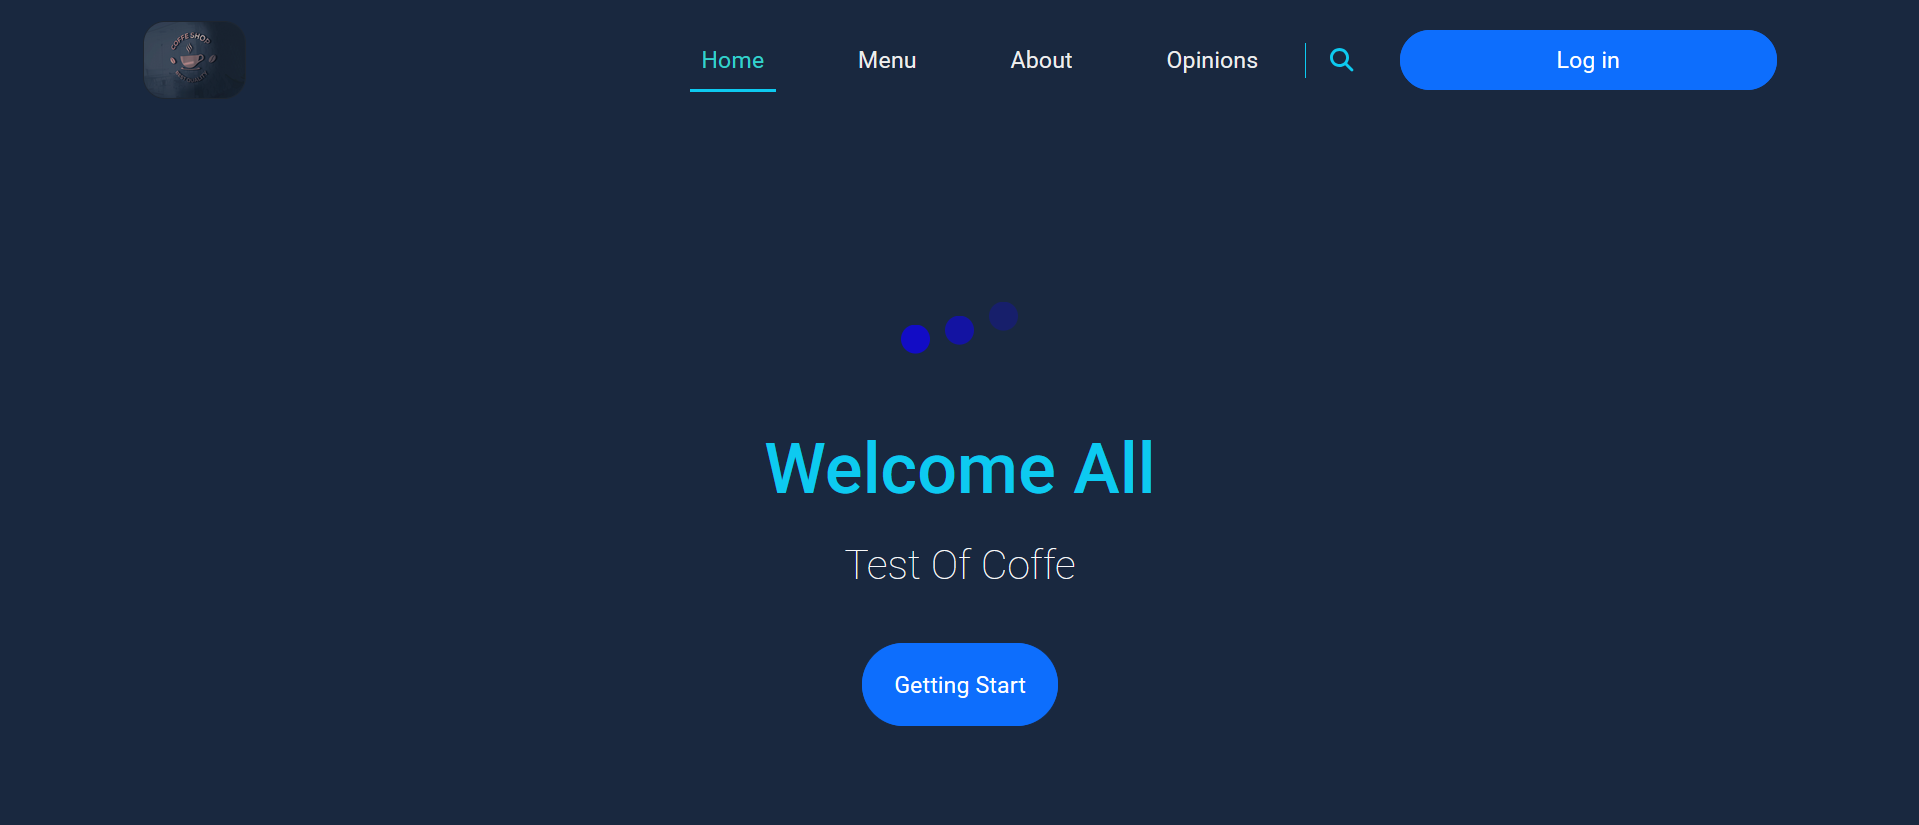 COFFE SHOP
Home
Menu
About
Opinions
Log in
Welcome All
Test Of Coffe
Getting Start